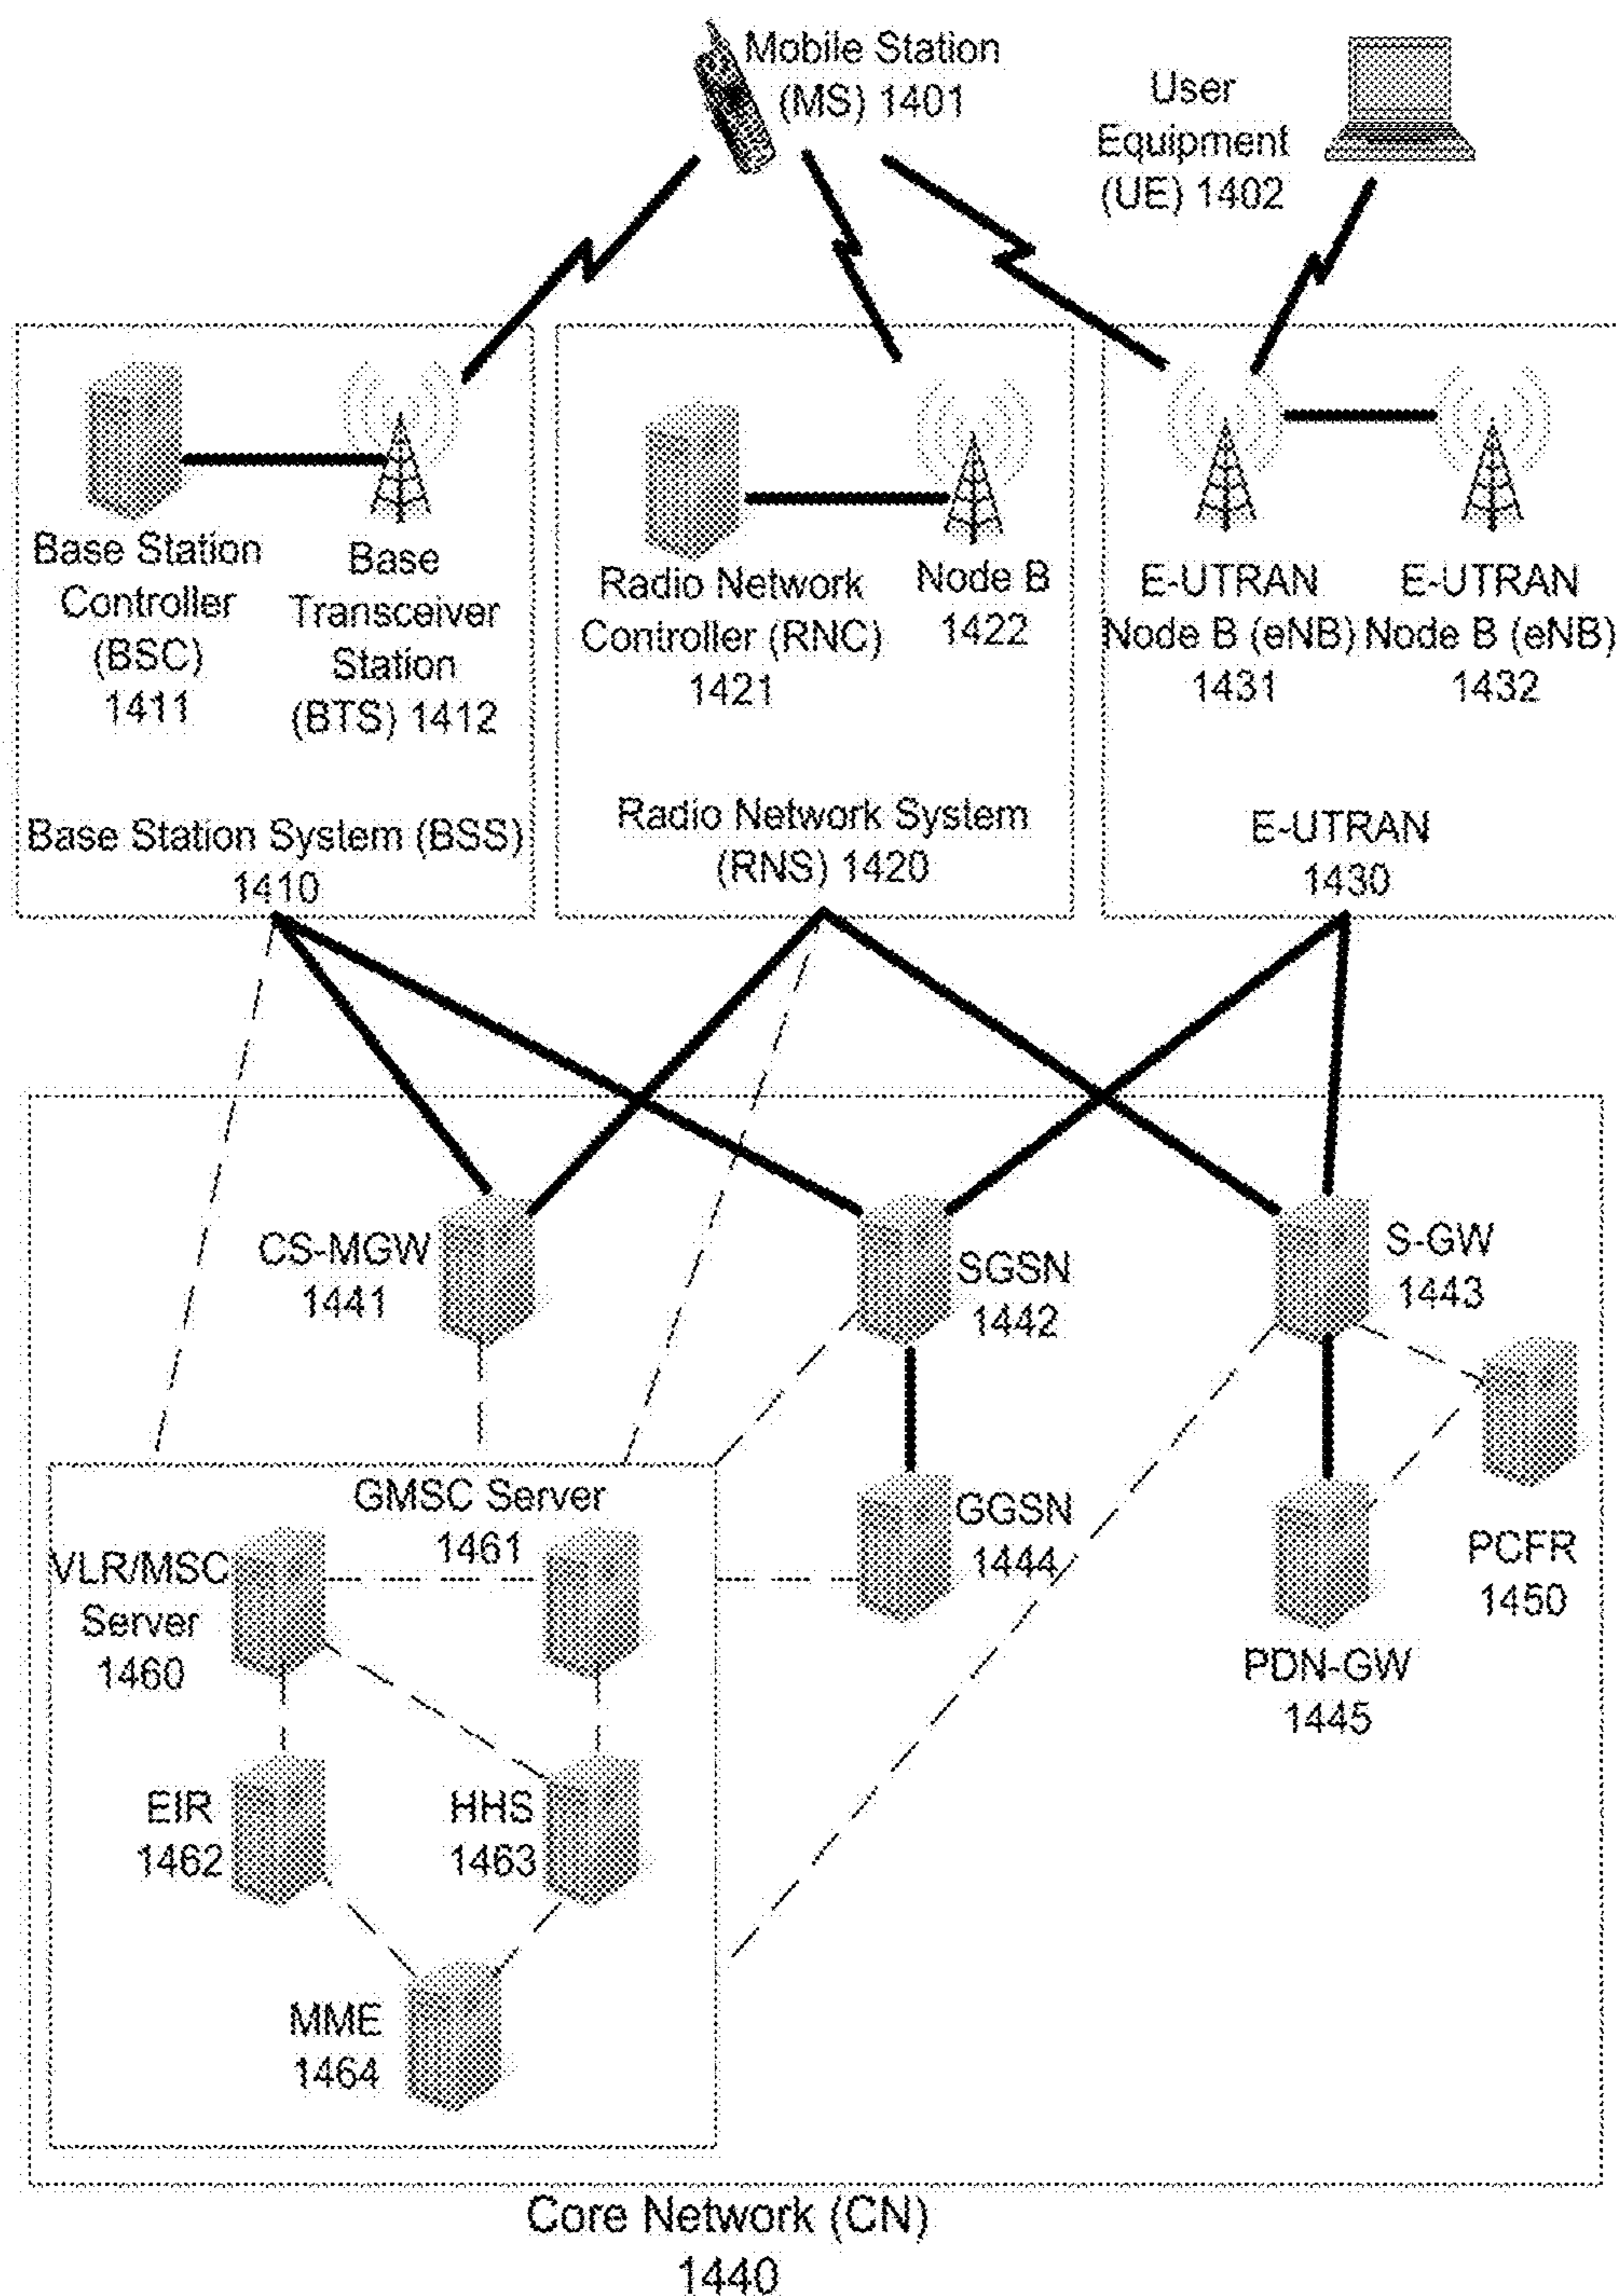 Mobile Station
(MS) 1401
User
Equipment
(UE) 1402
Base Station
Controller
(BSC)
1411
Base
Transceiver
Station
(BTS) 1412
Base Station System (BSS)
1410
Radio Network
Controller (RNC)
1421
Node B
1422
Radio Network System
(RNS) 1420
E-UTRAN
Node B (eNB)
1431
E-UTRAN
Node B (eNB)
1432
E-UTRAN
1430
CS-MGW
1441
SGSN
1442
S-GW
1443
GMSC Server
1461
VLR/MSC
Server
1460
GGSN
1444
PCFR
1450
PDN-GW
1445
EIR
1462
HHS
1463
MME
1464
Core Network (CN)
1440